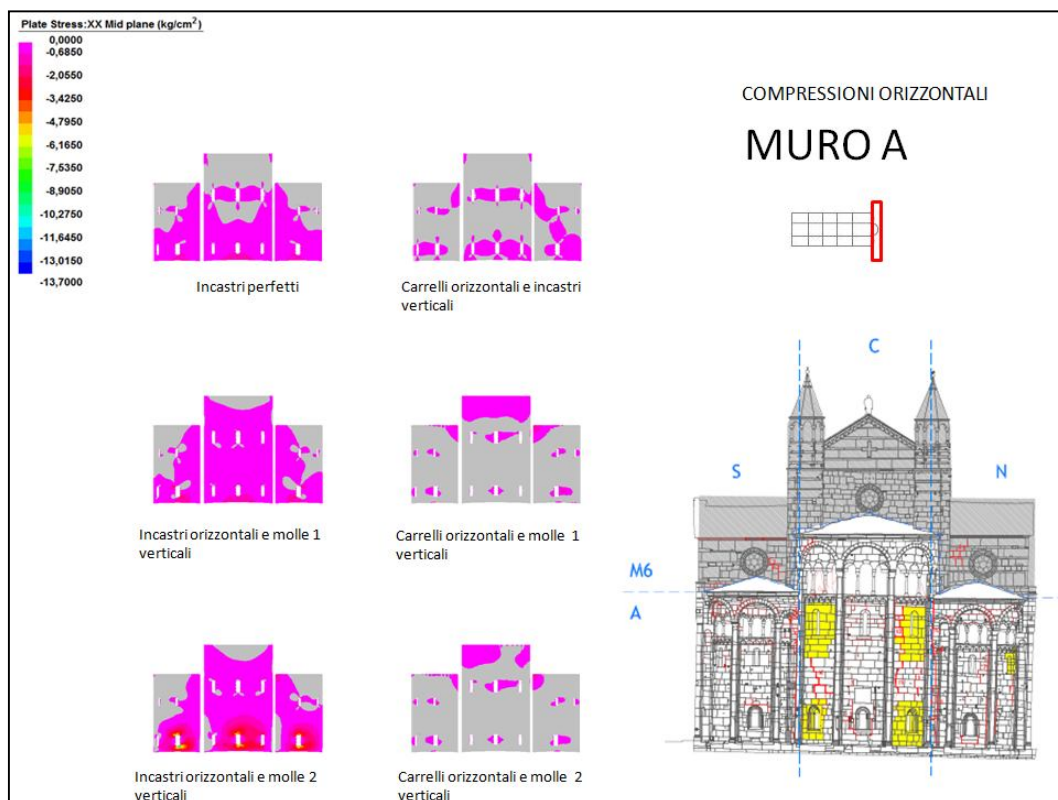 Plate Stress:XX Mid plane (kg/cm²)
0,0000
-0,6850
-2,0550
-3,4250
-4,7950
-6,1650
-7,5350
-8,9050
-10,2750
-11,6450
-13,0150
-13,7000
COMPRESSIONI ORIZZONTALI
MURO A
Incastri perfetti
Carrelli orizzontali e incastri
verticali
Incastri orizzontali e molle 1
verticali
Carrelli orizzontali e molle 1
verticali
Incastri orizzontali e molle 2
verticali
Carrelli orizzontali e molle 2
verticali
C
S
N
M6
A